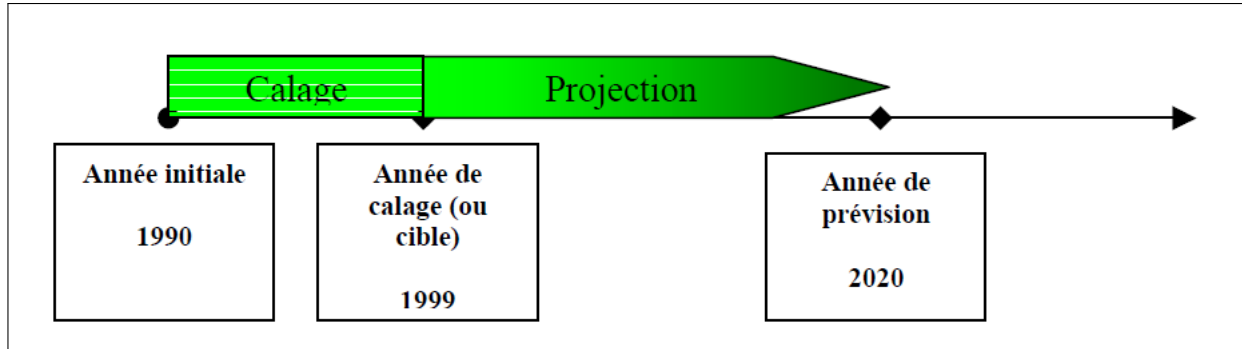 Calage
Projection
Année initiale
1990
Année de
calage (ou
cible)
1999
Année de
prévision
2020